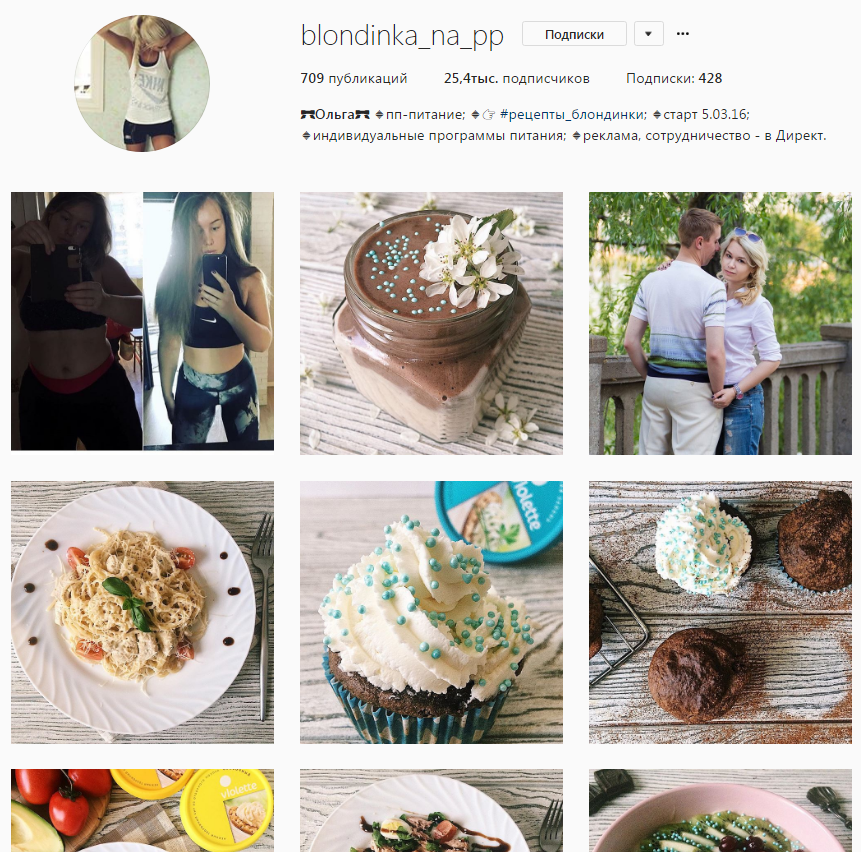 blondinka_na_pp Подписки
709 публикаций 25,4тыс. подписчиков Подписки: 428
Ольга пп-питание; #рецепты_блондинки; старт 5.03.16;
индивидуальные программы питания; реклама, сотрудничество - в Директ.
NIKE
violette
violette